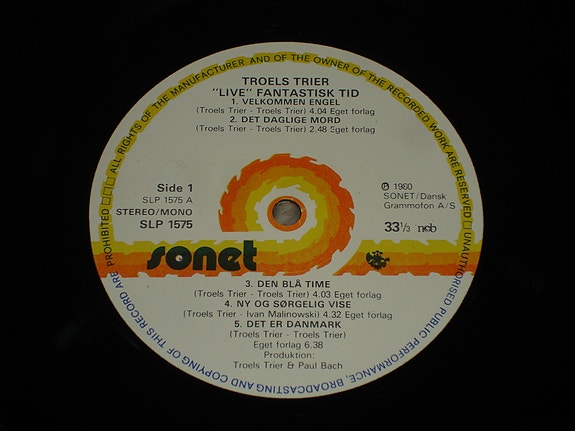 ALL RIGHTS OF THE MANUFACTURER AND OF THE OWNER OF THE RECORDED WORK ARE RESERVED
UNAUTHORISED PUBLIC PERFORMANCE, BROADCASTING AND COPYING OF THIS RECORD ARE PROHIBITED
TROELS TRIER
"LIVE" FANTASTISK TID
1. VELKOMMEN ENGEL
(Troels Trier - Troels Trier) 4.04 Eget forlag
2. DET DAGLIGE MORD
(Troels Trier - Troels Trier) 2.48 Eget forlag
Side 1
SLP 1575 A
STEREO/MONO
SLP 1575
℗ 1980
SONET/Dansk
Grammofon A/S
33 1/3 ncb
sonet
3. DEN BLÅ TIME
(Troels Trier - Troels Trier) 4.03 Eget forlag
4. NY OG SØRGELIG VISE
(Troels Trier - Ivan Malinowski) 4.32 Eget forlag
5. DET ER DANMARK
(Troels Trier - Troels Trier)
Eget forlag 6.38
Produktion:
Troels Trier & Paul Bach